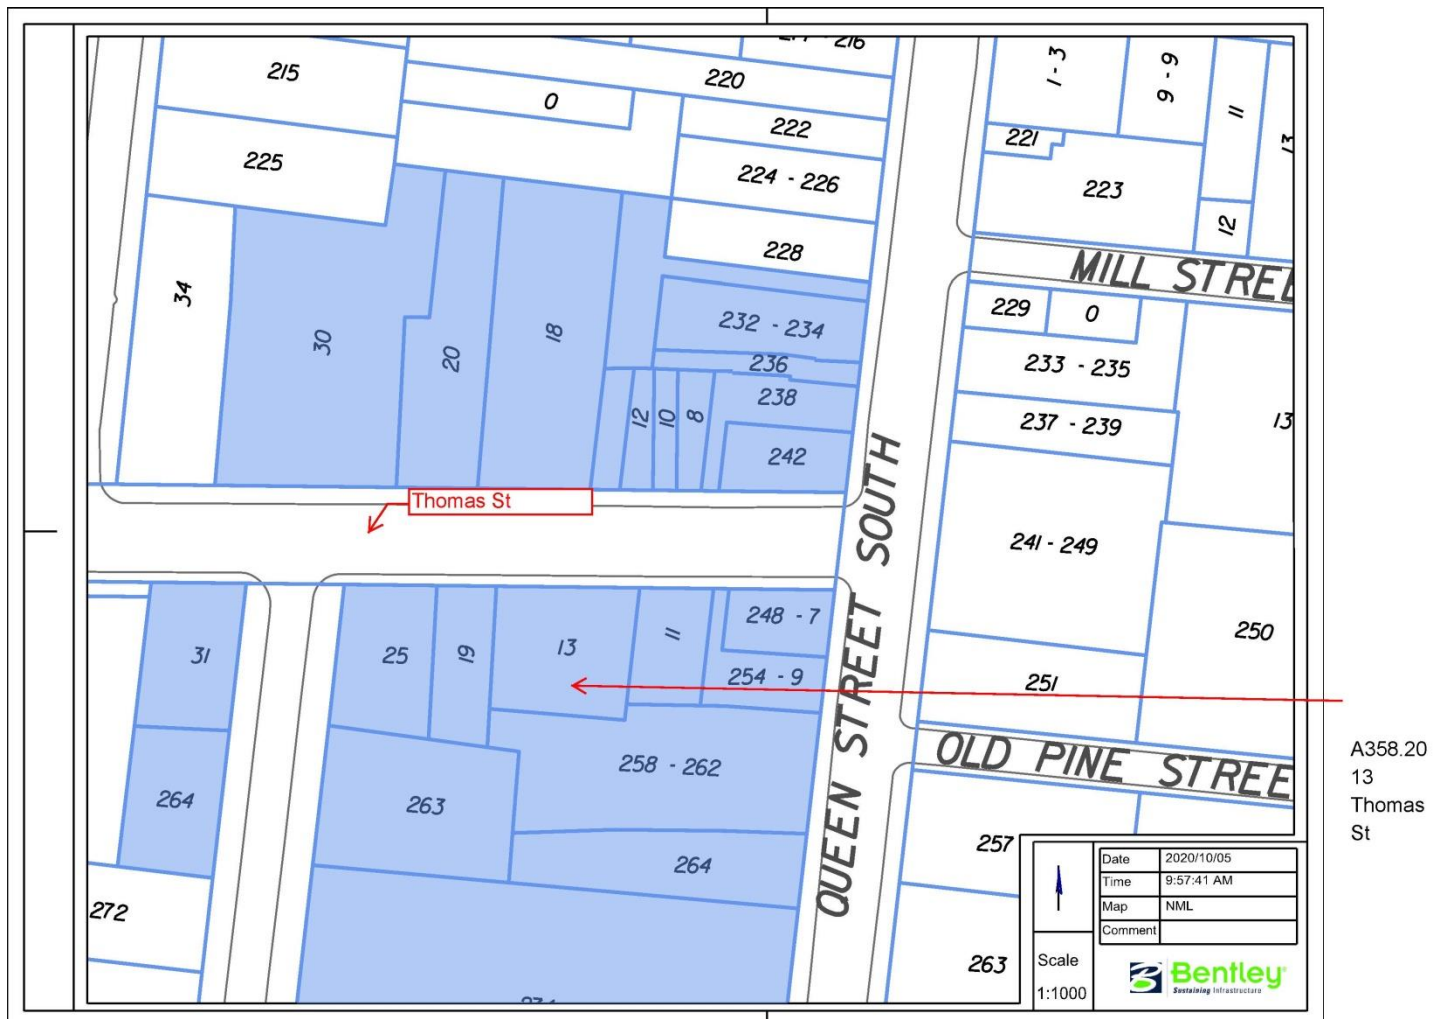 215
220
0
222
225
224 - 226
228
34
30
20
18
232 - 234
236
238
12
10
8
242
1 - 3
9 - 9
11
13
221
223
12
MILL STREE
229
0
233 - 235
237 - 239
13
241 - 249
250
251
Thomas St
QUEEN STREET SOUTH
31
25
19
13
11
248 - 7
254 - 9
258 - 262
264
263
264
272
OLD PINE STREE
257
263
A358.20
13
Thomas
St
Date 2020/10/05
Time 9:57:41 AM
Map NML
Comment
Scale
1:1000
Bentley
Sustaining Infrastructure